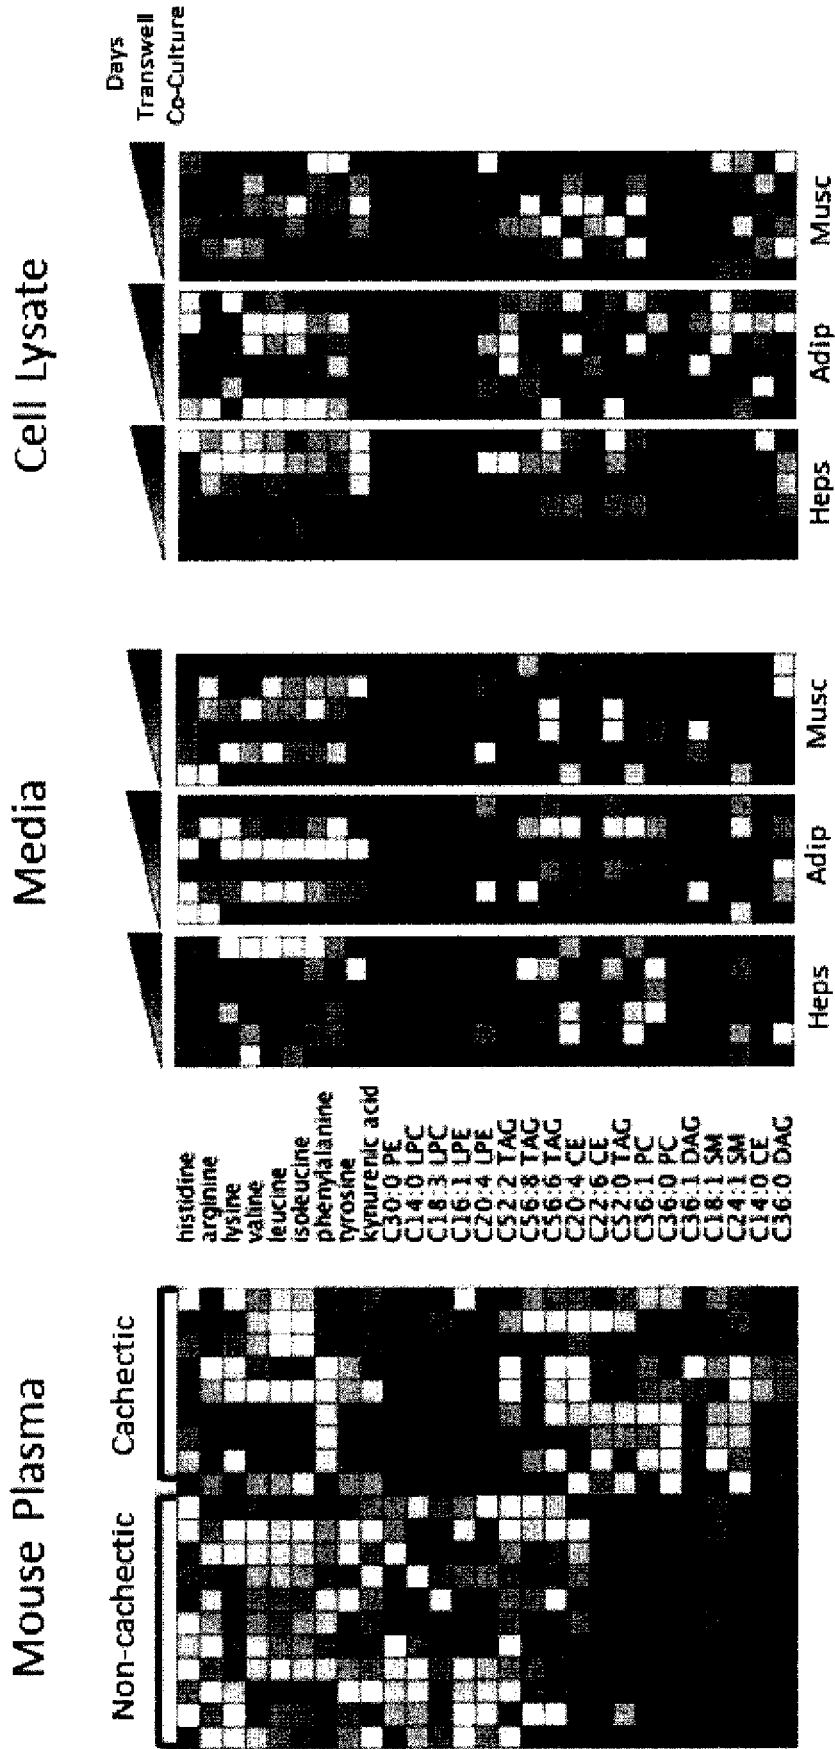 Mouse Plasma
Media
Cell Lysate
Non-cachectic
Cachectic
Days
Transwell
Co-Culture
histidine
arginine
lysine
valine
leucine
isoleucine
phenylalanine
tyrosine
kynurenic acid
C30:0 PE
C14:0 LPC
C18:3 LPC
C16:1 LPE
C20:4 LPE
C52:2 TAG
C56:8 TAG
C56:6 TAG
C20:4 CE
C22:6 CE
C52:0 TAG
C36:1 PC
C36:0 PC
C36:1 DAG
C18:1 SM
C24:1 SM
C14:0 CE
C36:0 DAG
Heps
Adip
Musc
Heps
Adip
Musc